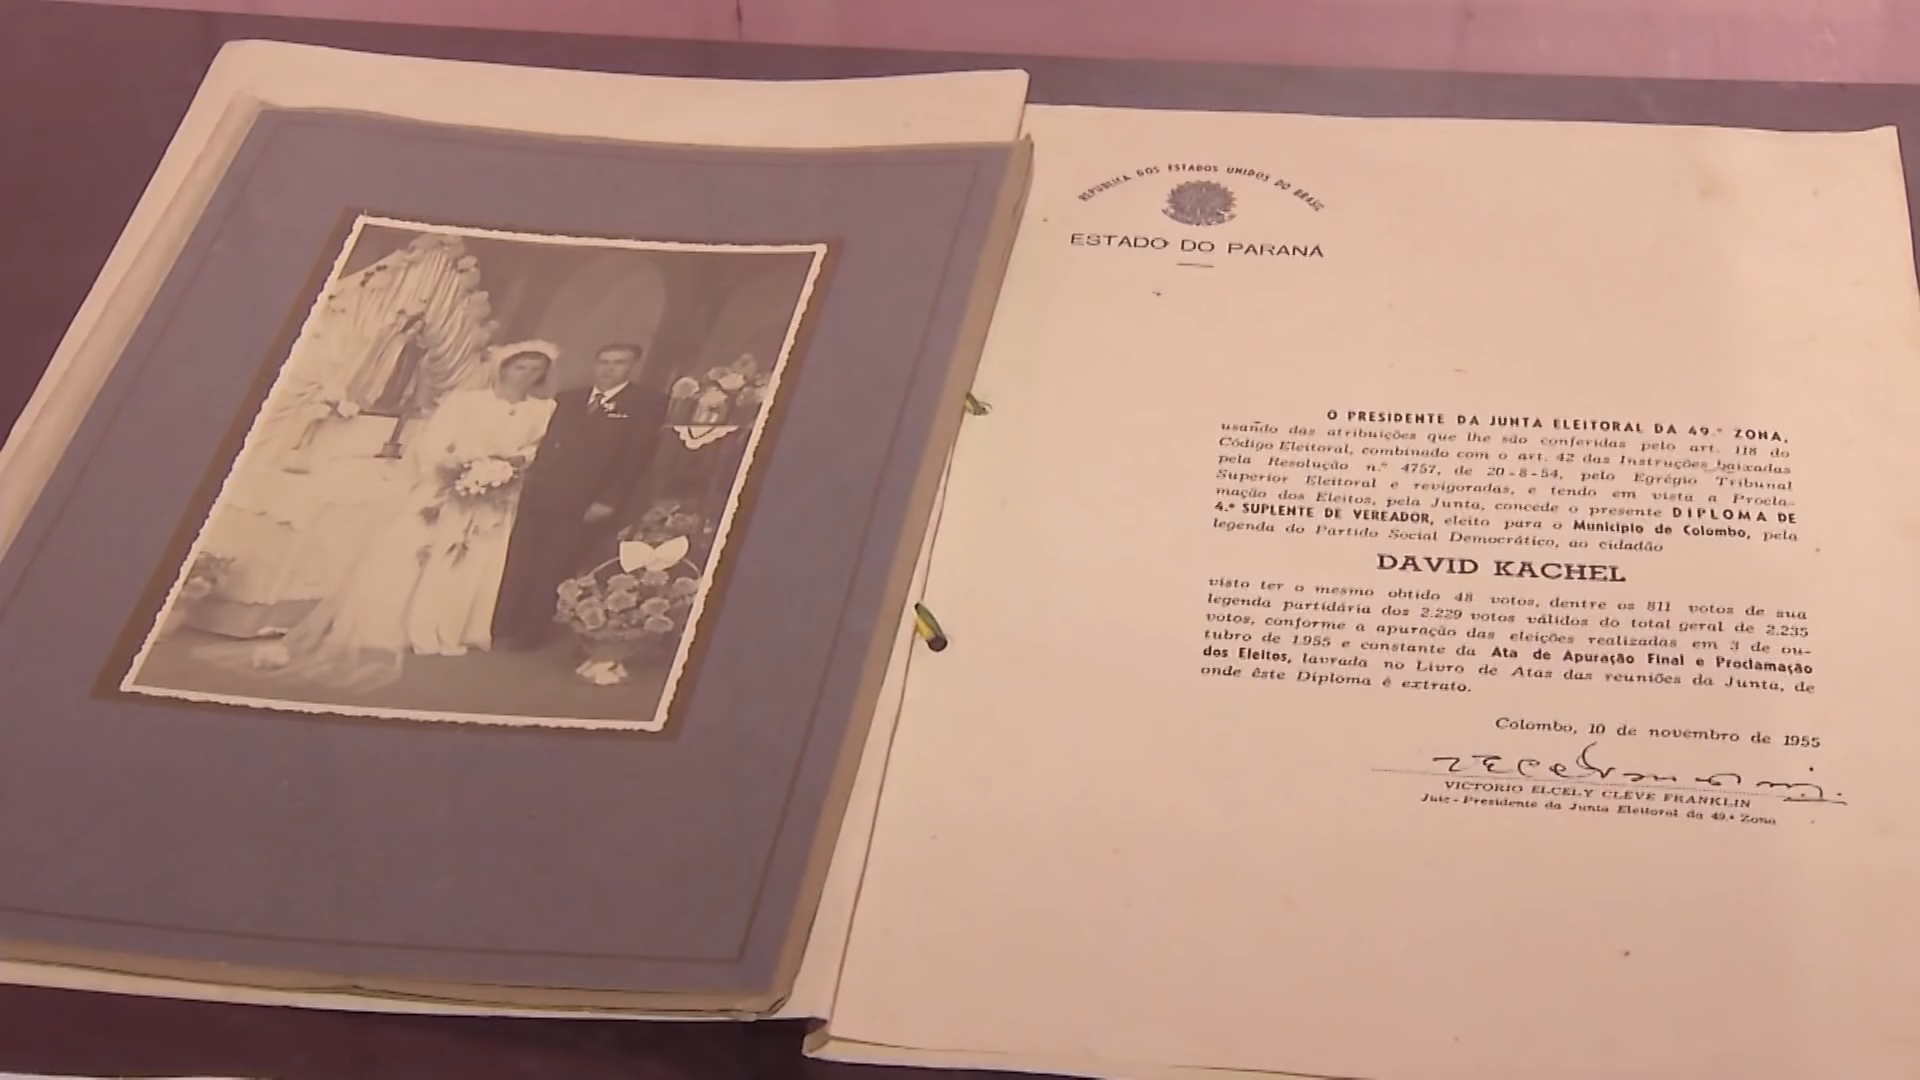 REPUBLICA DOS ESTADOS UNIDOS DO BRASIL
ESTADO DO PARANÁ
O PRESIDENTE DA JUNTA ELEITORAL DA 49.ª ZONA,
usando das atribuições que lhe são conferidas pelo art. 118 do
Código Eleitoral, combinado com o art. 42 das Instruções baixadas
pela Resolução n.º 4757, de 20-8-54, pelo Egrégio Tribunal
Superior Eleitoral e revigoradas, e tendo em vista a Procla-
mação dos Eleitos, pela Junta, concede o presente DIPLOMA DE
4.º SUPLENTE DE VEREADOR, eleito para o Município de Colombo, pela
legenda do Partido Social Democrático, ao cidadão
DAVID KACHEL
visto ter o mesmo obtido 48 votos, dentre os 811 votos de sua
legenda partidária dos 2.229 votos válidos do total geral de 2.235
votos, conforme a apuração das eleições realizadas em 3 de ou-
tubro de 1955 e constante da Ata de Apuração Final e Proclamação
dos Eleitos, lavrada no Livro de Atas das reuniões da Junta, de
onde êste Diploma é extrato.
Colombo, 10 de novembro de 1955
VICTORIO ELCELY CLEVE FRANKLIN
Juiz - Presidente da Junta Eleitoral da 49.ª Zona